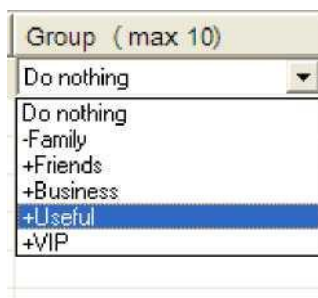 Group ( max 10)
Do nothing
Do nothing
-Family
+Friends
+Business
+Useful
+VIP